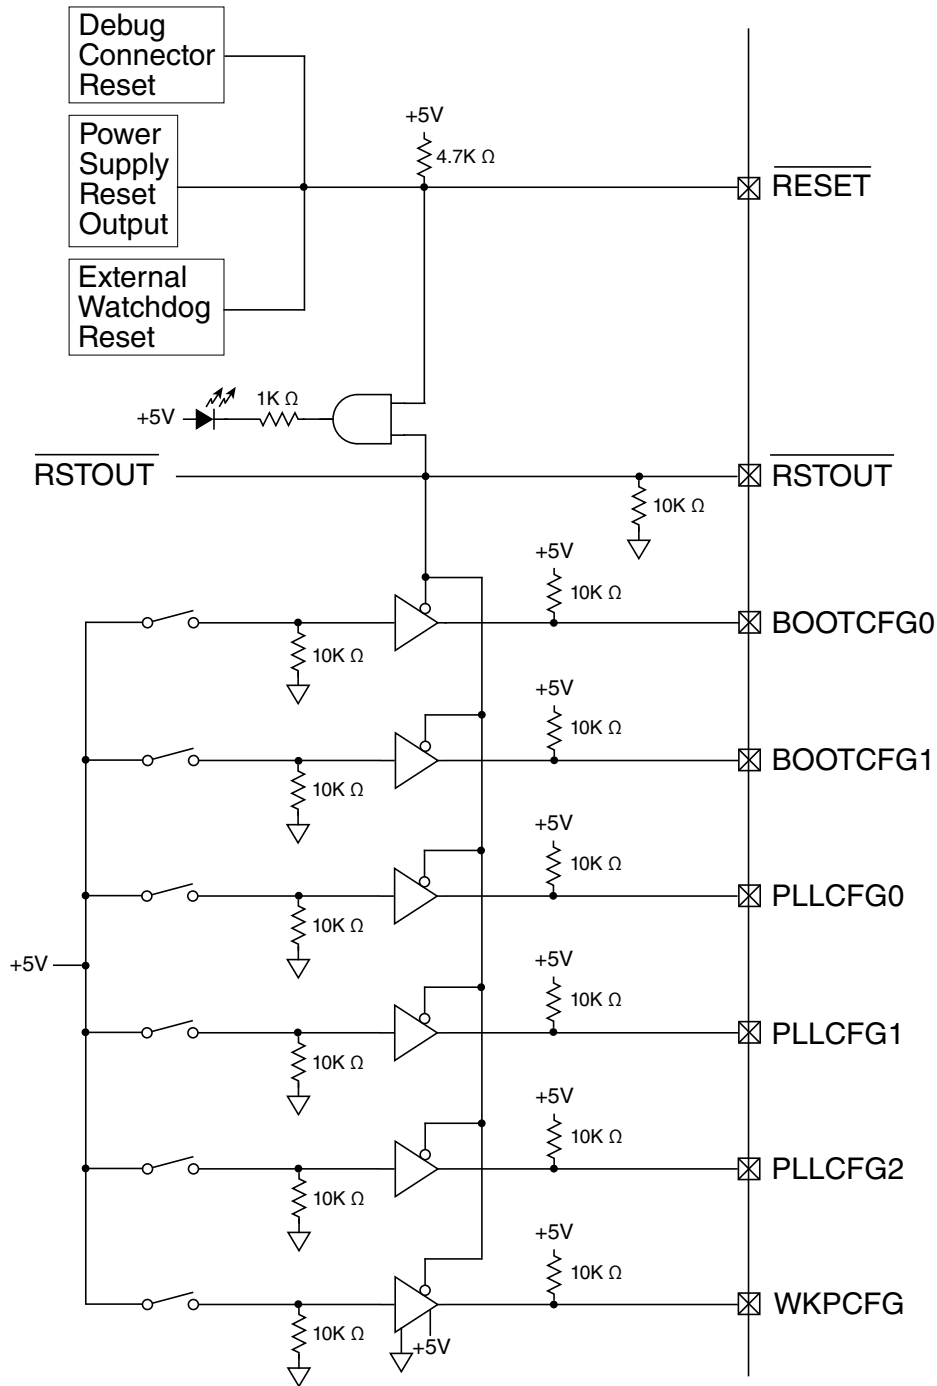 Debug
Connector
Reset
Power
Supply
Reset
Output
External
Watchdog
Reset
+5V
4.7K Ω
RESET
+5V
1K Ω
RSTOUT
RSTOUT
10K Ω
+5V
10K Ω
BOOTCFG0
10K Ω
+5V
10K Ω
BOOTCFG1
10K Ω
+5V
10K Ω
PLLCFG0
10K Ω
+5V
+5V
10K Ω
PLLCFG1
10K Ω
+5V
10K Ω
PLLCFG2
10K Ω
+5V
10K Ω
WKPCFG
10K Ω
+5V